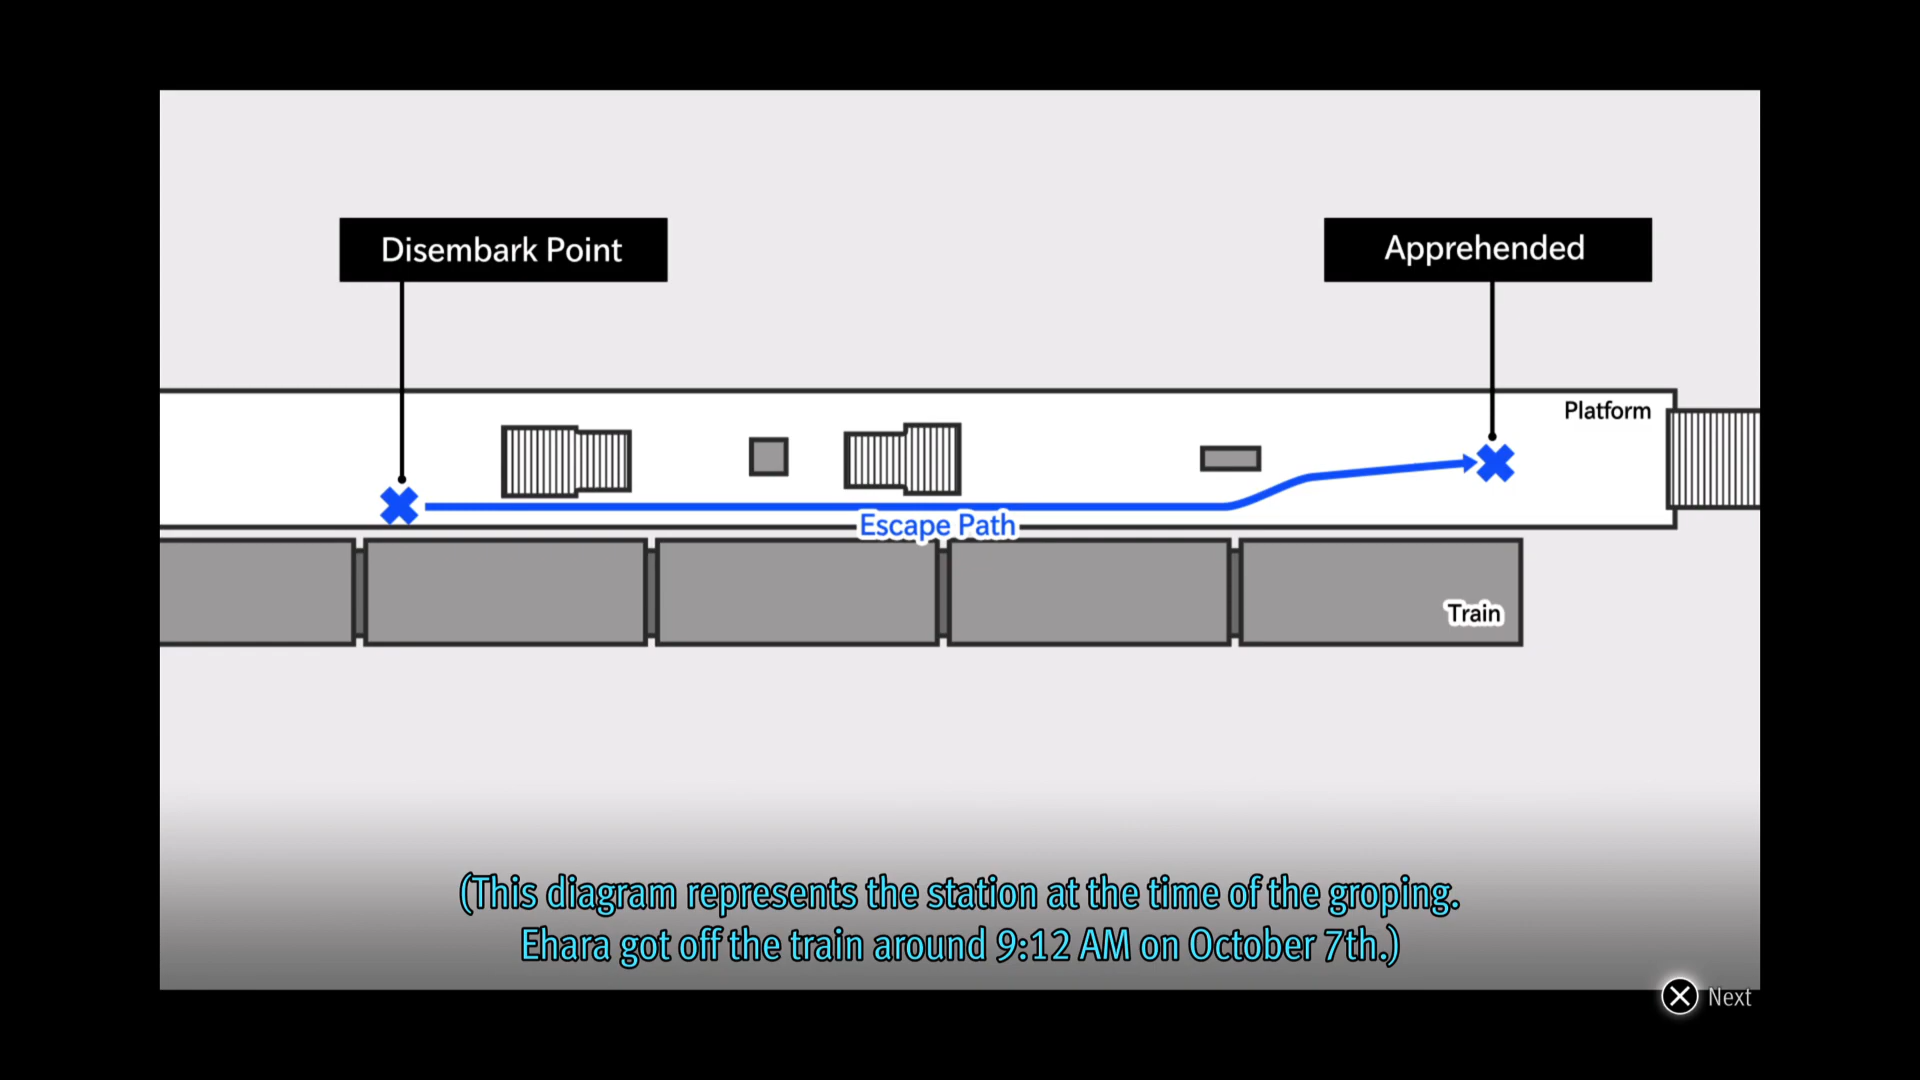 Disembark Point
Apprehended
Platform
Escape Path
Train
(This diagram represents the station at the time of the groping.
Ehara got off the train around 9:12 AM on October 7th.)
Next